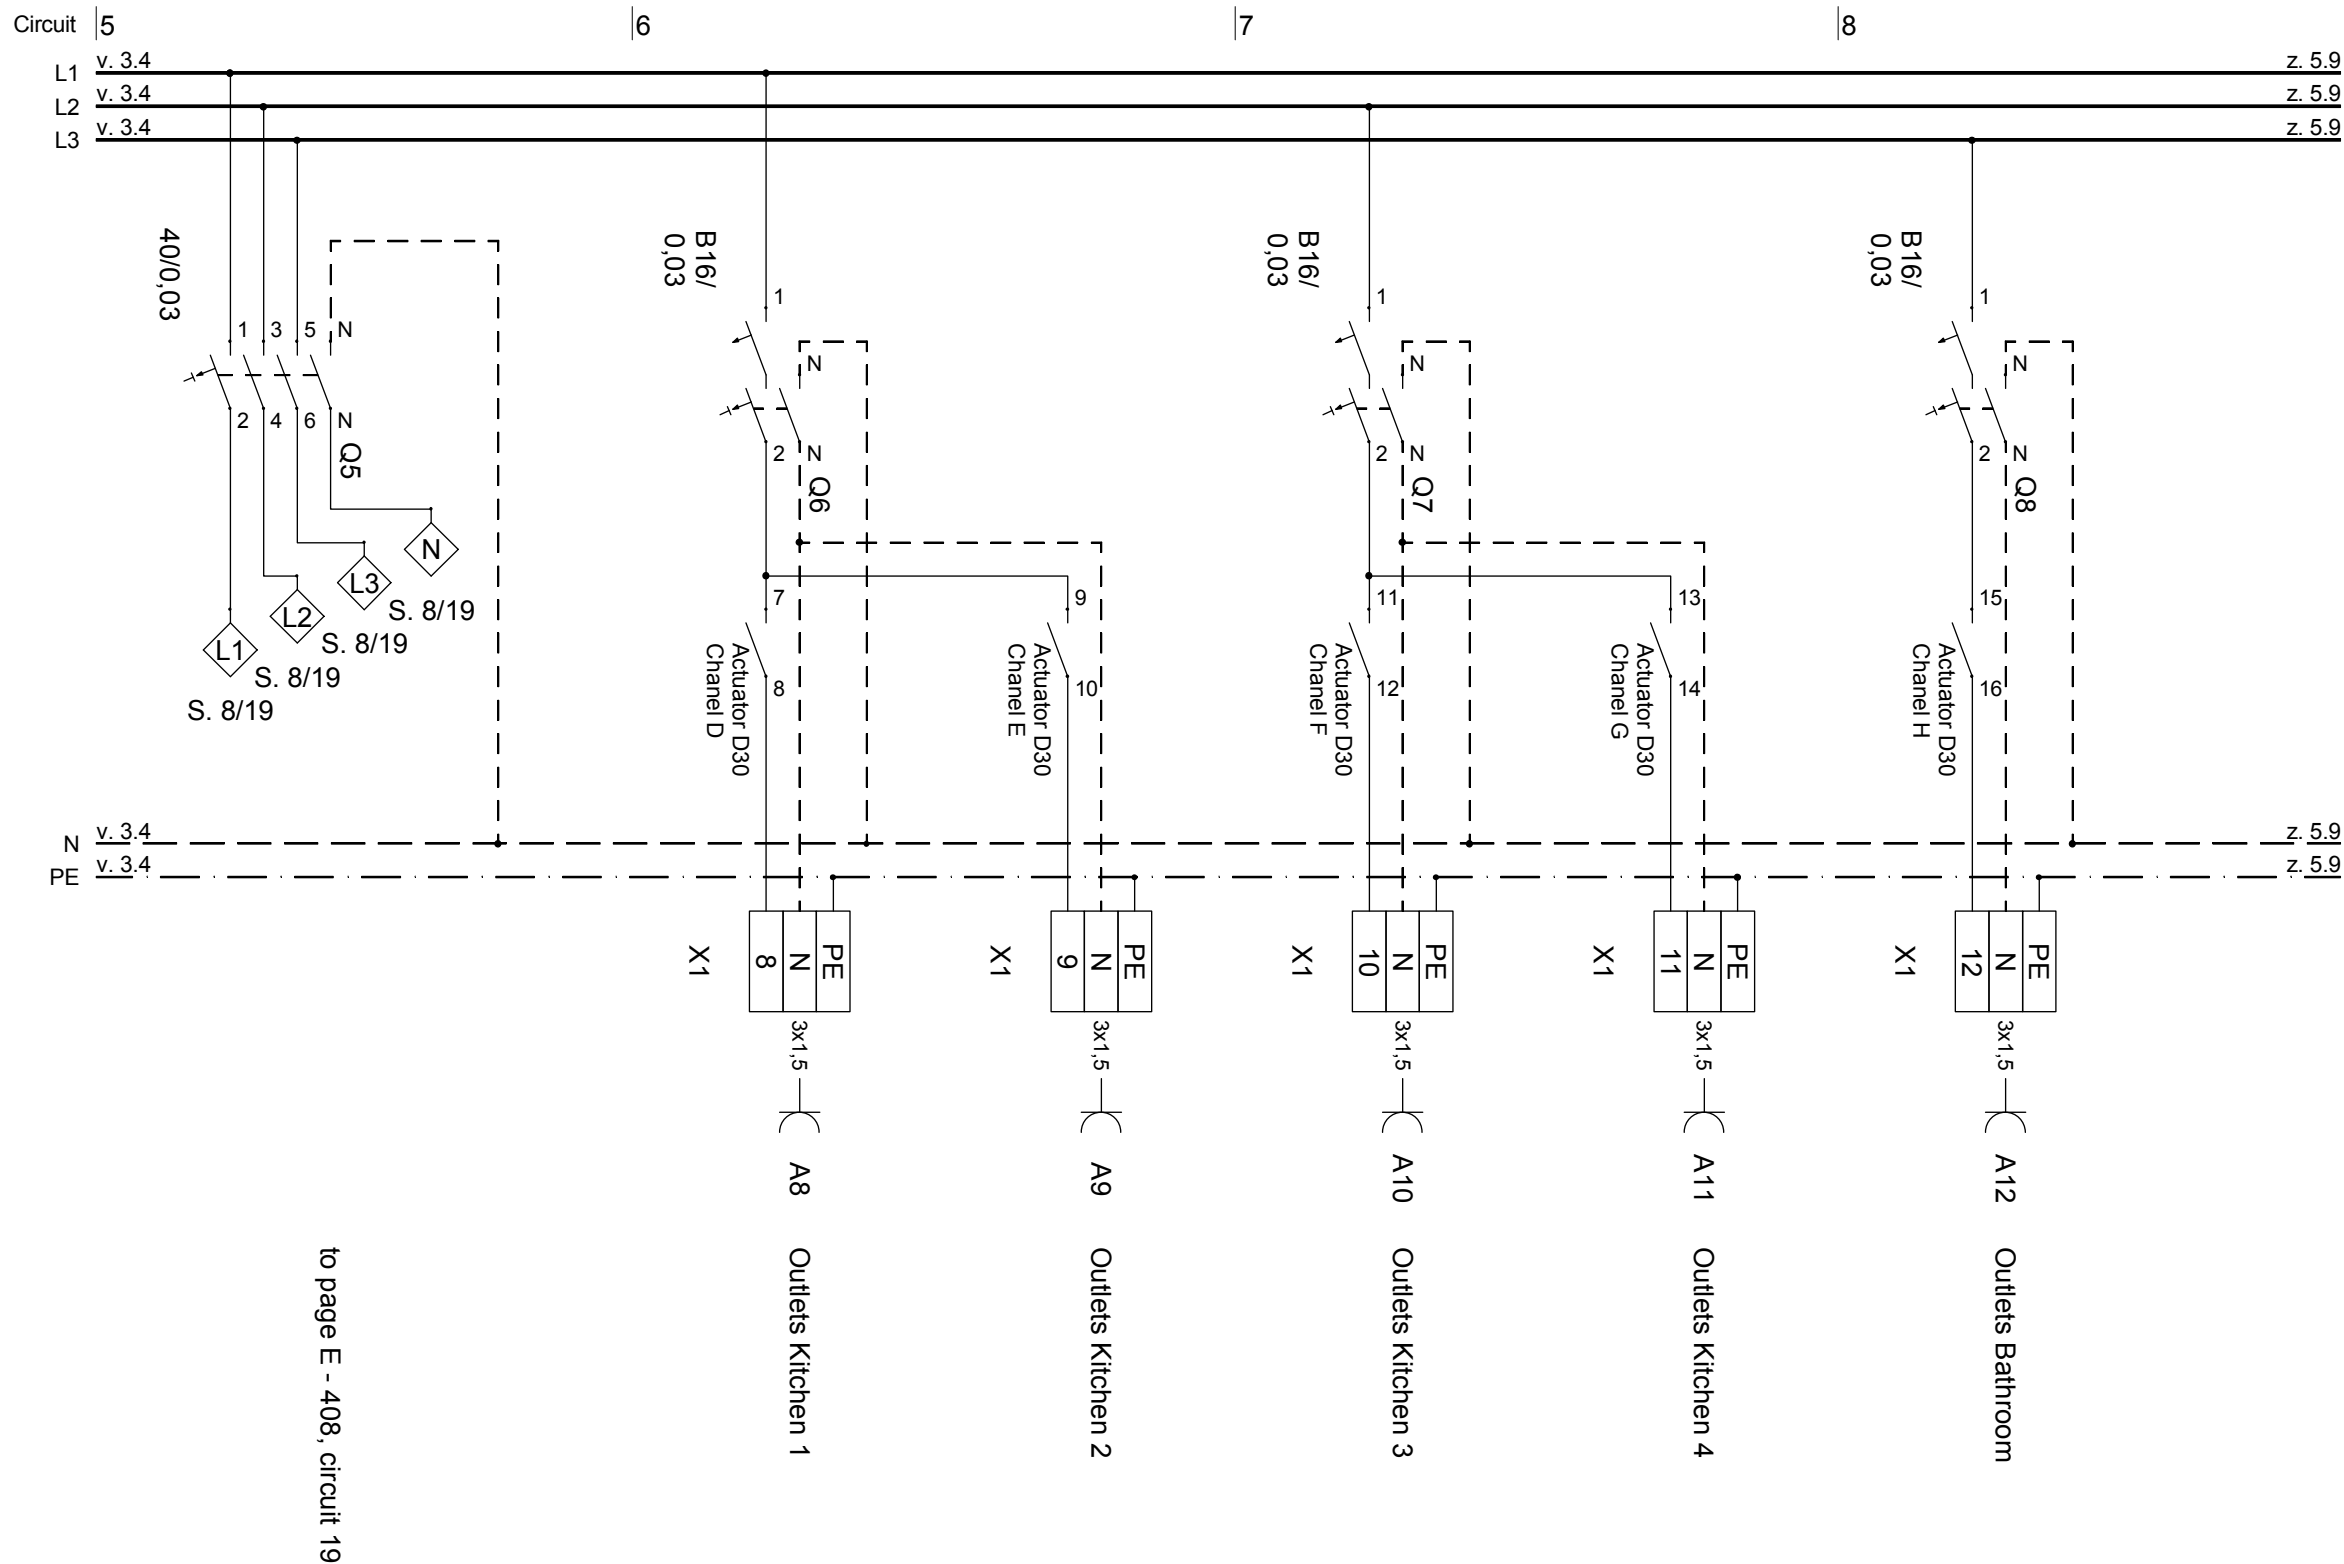 Circuit 5 6 7 8
L1 v. 3.4 z. 5.9
L2 v. 3.4 z. 5.9
L3 v. 3.4 z. 5.9
40/0,03
1 3 5 N
2 4 6 N
Q5
N
L3
S. 8/19
L2
S. 8/19
L1
S. 8/19
S. 8/19
B16/
0,03
1
N
2 N
Q6
7
8
Actuator D30
Chanel D
9
10
Actuator D30
Chanel E
B16/
0,03
1
N
2 N
Q7
11
12
Actuator D30
Chanel F
13
14
Actuator D30
Chanel G
B16/
0,03
1
N
2 N
Q8
15
16
Actuator D30
Chanel H
N v. 3.4 z. 5.9
PE v. 3.4 z. 5.9
X1
8 N PE
3x1,5
A8 Outlets Kitchen 1
X1
9 N PE
3x1,5
A9 Outlets Kitchen 2
X1
10 N PE
3x1,5
A10 Outlets Kitchen 3
X1
11 N PE
3x1,5
A11 Outlets Kitchen 4
X1
12 N PE
3x1,5
A12 Outlets Bathroom
to page E - 408, circuit 19